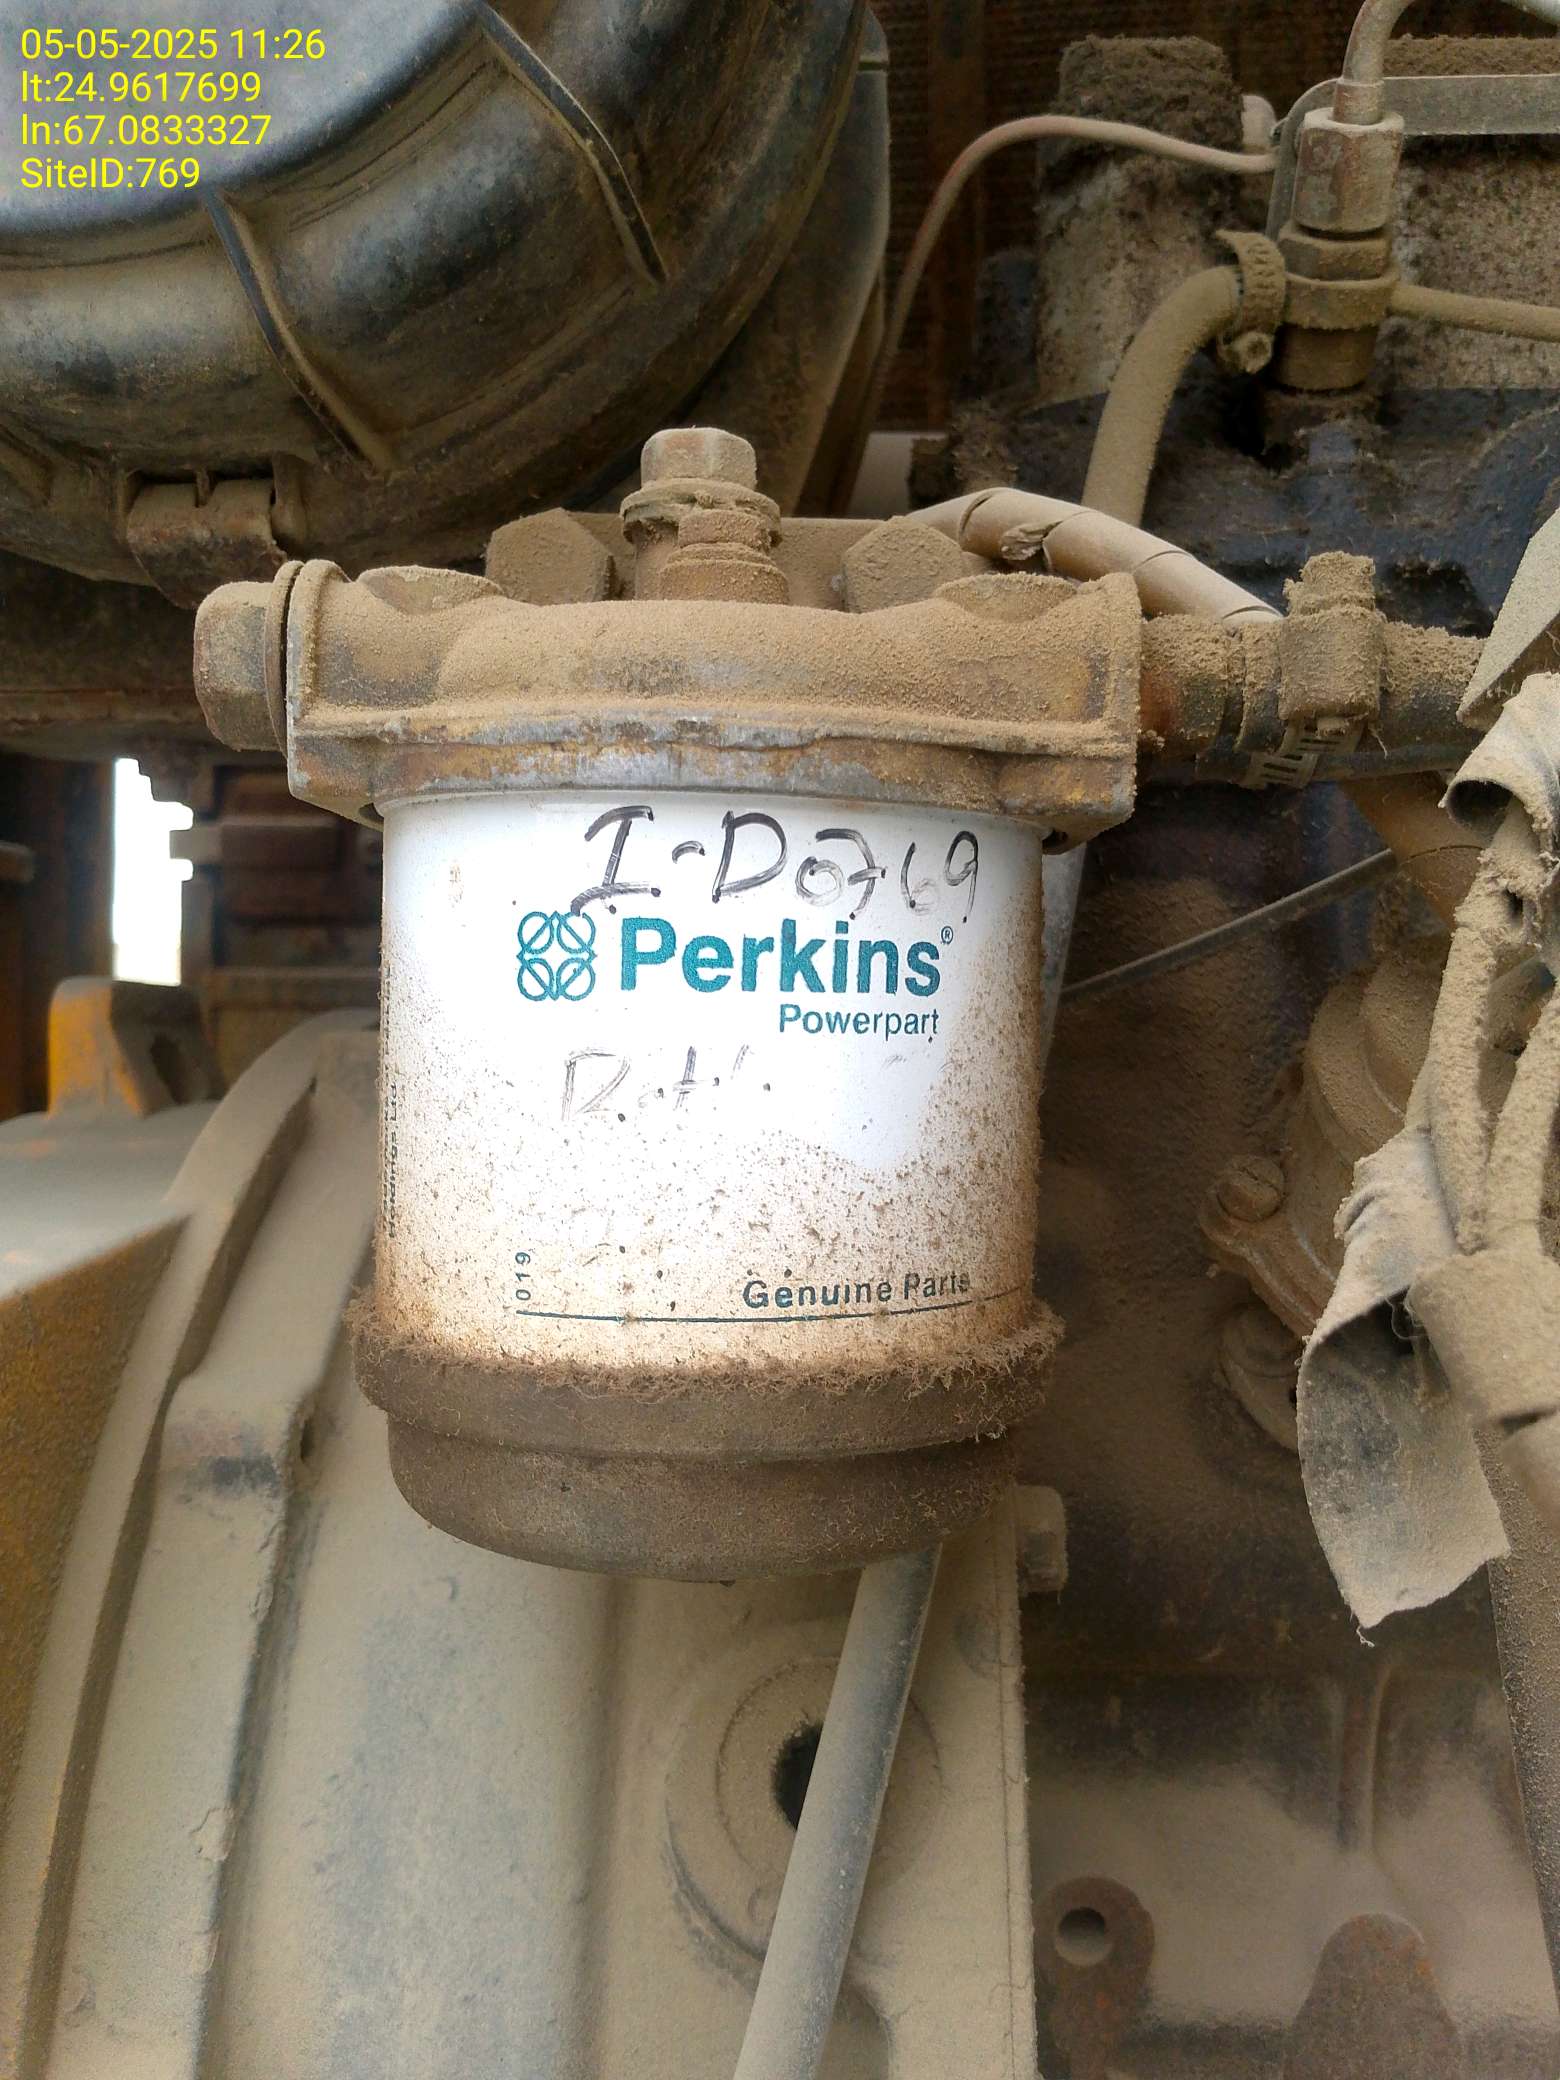 05-05-2025 11:26
lt:24.9617699
ln:67.0833327
SiteID:769
I-D0769
Perkins®
Powerpart
019
Genuine Parts